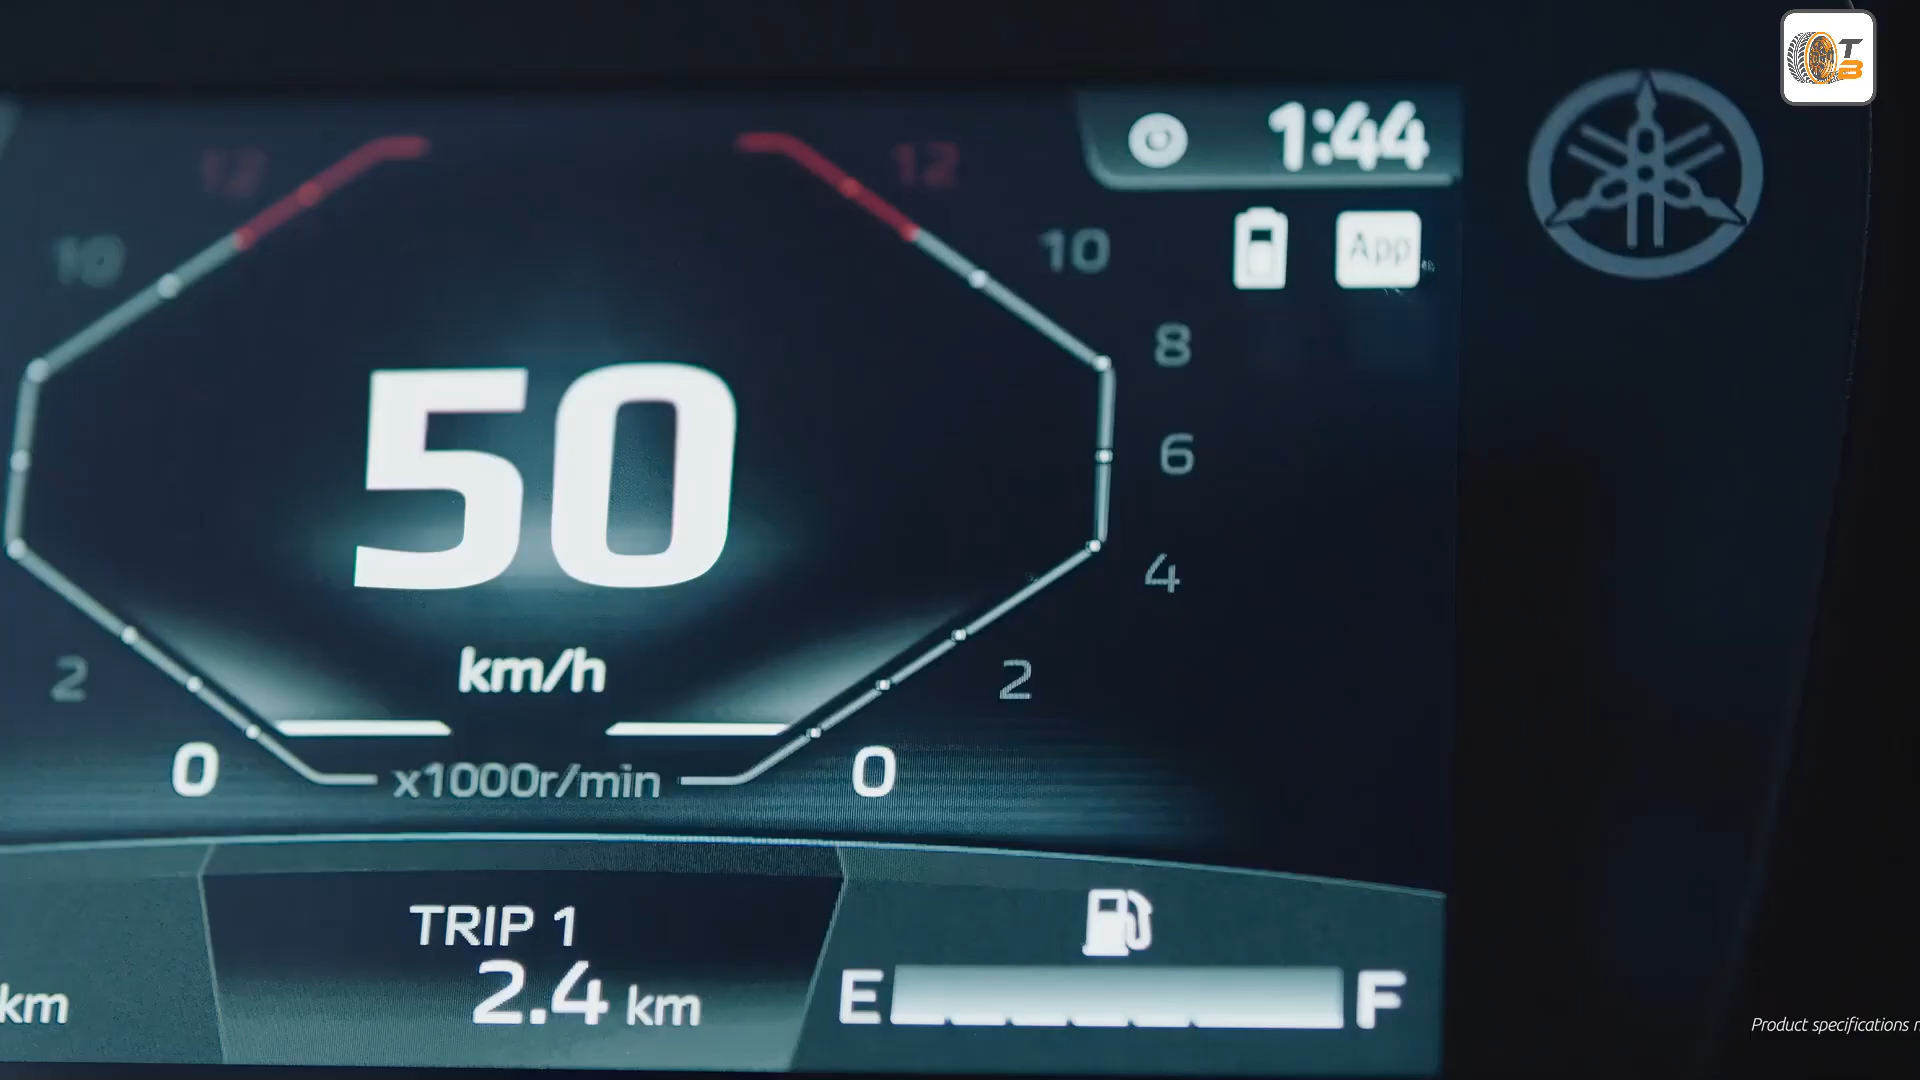 T
B
1:44
12
12
10
10
App
8
50
6
4
km/h
2
2
0
x1000r/min
0
TRIP 1
2.4 km
km
E
F
Product specifications